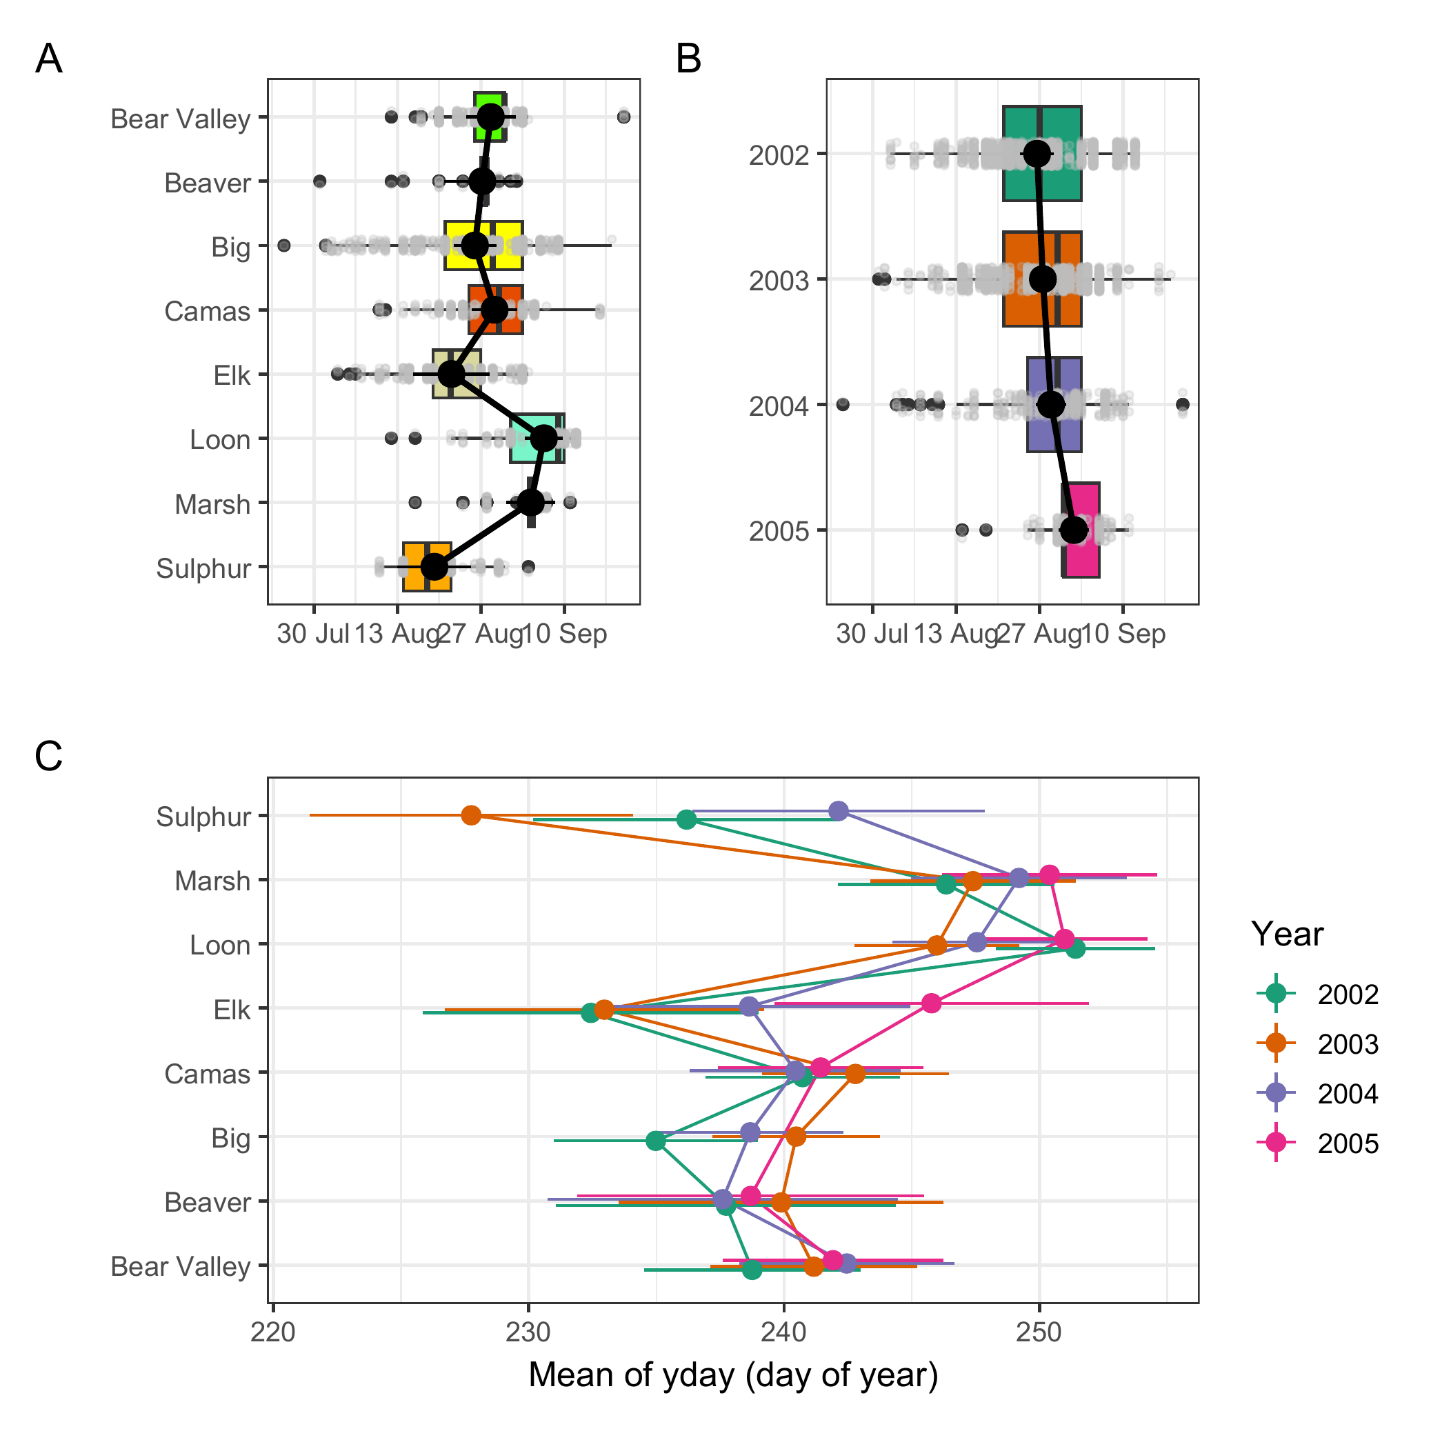 A
B
Bear Valley
Beaver
Big
Camas
Elk
Loon
Marsh
Sulphur
30 Jul 13 Aug 27 Aug 10 Sep
2002
2003
2004
2005
30 Jul 13 Aug 27 Aug 10 Sep
C
Sulphur
Marsh
Loon
Elk
Camas
Big
Beaver
Bear Valley
220 230 240 250
Mean of yday (day of year)
Year
2002
2003
2004
2005